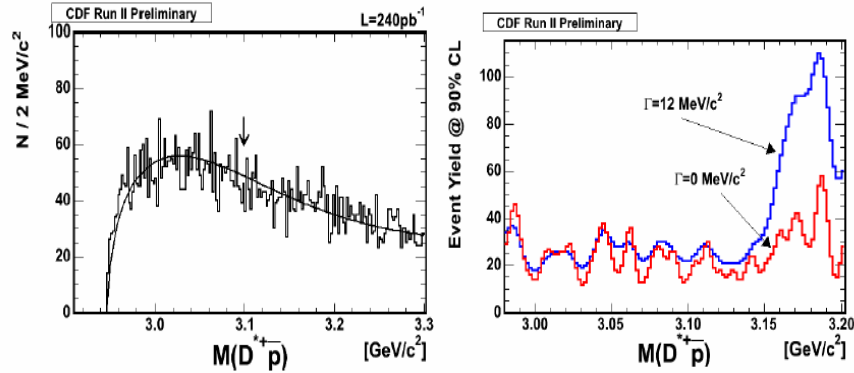 CDF Run II Preliminary
L=240pb⁻¹
N / 2 MeV/c²
100
80
60
40
20
0
3.0
3.1
3.2
3.3
M(D*+p̅)
[GeV/c²]
CDF Run II Preliminary
Event Yield @ 90% CL
100
80
60
40
20
0
Γ=12 MeV/c²
Γ=0 MeV/c²
3.00
3.05
3.10
3.15
3.20
M(D*+p̅)
[GeV/c²]